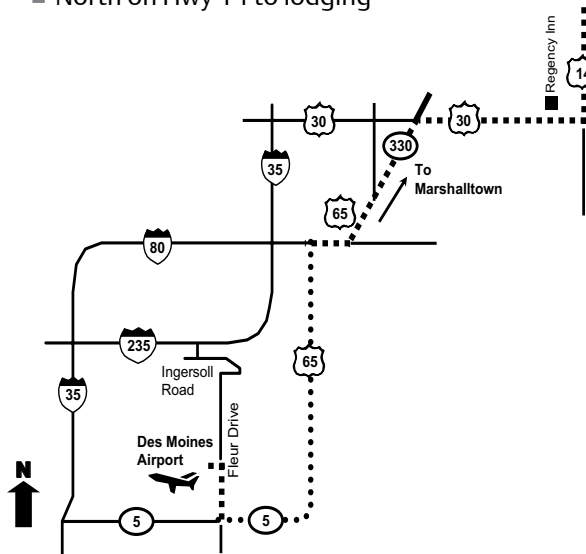 North on Hwy 14 to lodging
Regency Inn
14
30
30
330
35
To
Marshalltown
65
80
235
65
Ingersoll
Road
35
Fleur Drive
Des Moines
Airport
N
5
5